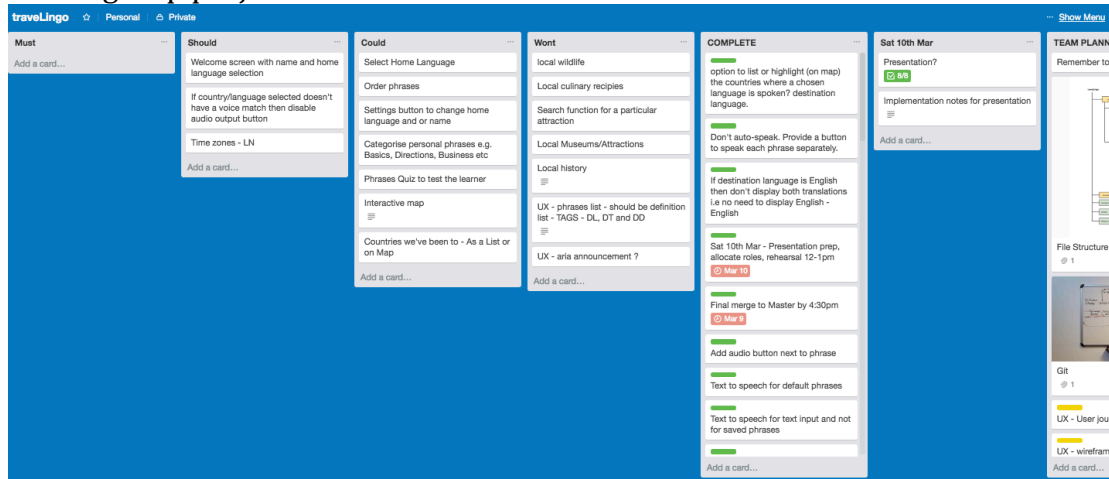 traveLingo Personal Private ... Show Menu
Must ...
Add a card...
Should ...
Welcome screen with name and home
language selection
If country/language selected doesn't
have a voice match then disable
audio output button
Time zones - LN
Add a card...
Could ...
Select Home Language
Order phrases
Settings button to change home
language and or name
Categorise personal phrases e.g.
Basics, Directions, Business etc
Phrases Quiz to test the learner
Interactive map
Countries we've been to - As a List or
on Map
Add a card...
Wont ...
local wildlife
Local culinary recipies
Search function for a particular
attraction
Local Museums/Attractions
Local history
UX - phrases list - should be definition
list - TAGS - DL, DT and DD
UX - aria announcement ?
Add a card...
COMPLETE ...
option to list or highlight (on map)
the countries where a chosen
language is spoken? destination
language.
Don't auto-speak. Provide a button
to speak each phrase separately.
If destination language is English
then don't display both translations
i.e no need to display English -
English
Sat 10th Mar - Presentation prep,
allocate roles, rehearsal 12-1pm
Mar 10
Final merge to Master by 4:30pm
Mar 9
Add audio button next to phrase
Text to speech for default phrases
Text to speech for text input and not
for saved phrases
Add a card...
Sat 10th Mar ...
Presentation?
8/8
Implementation notes for presentation
Add a card...
TEAM PLANN
Remember to
File Structure
1
Git
1
UX - User jou
UX - wirefram
Add a card...